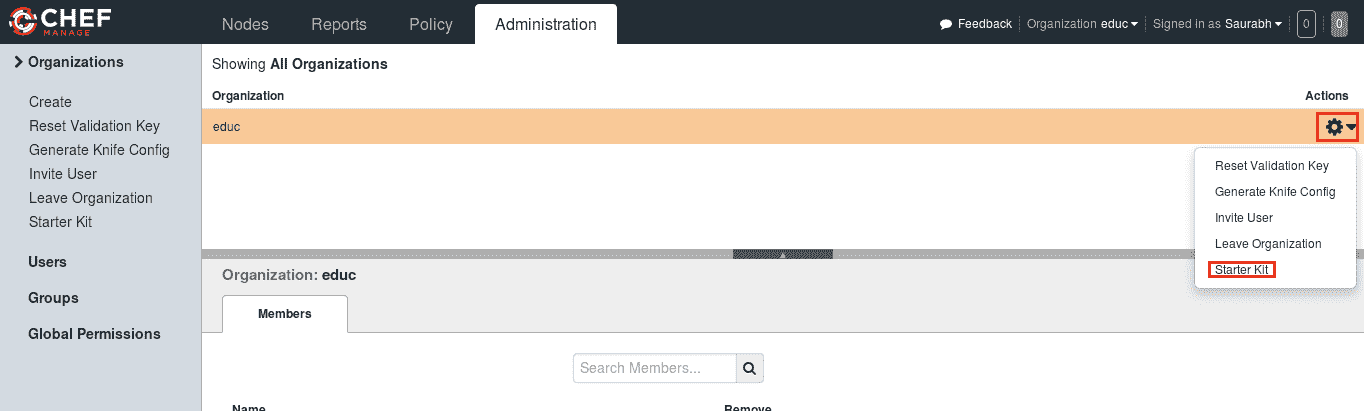 CHEF
MANAGE
Nodes Reports Policy Administration
Feedback Organization educ Signed in as Saurabh 0 0
Organizations
Create
Reset Validation Key
Generate Knife Config
Invite User
Leave Organization
Starter Kit
Users
Groups
Global Permissions
Showing All Organizations
Organization Actions
educ
Reset Validation Key
Generate Knife Config
Invite User
Leave Organization
Starter Kit
Organization: educ
Members
Search Members...
Name Remove